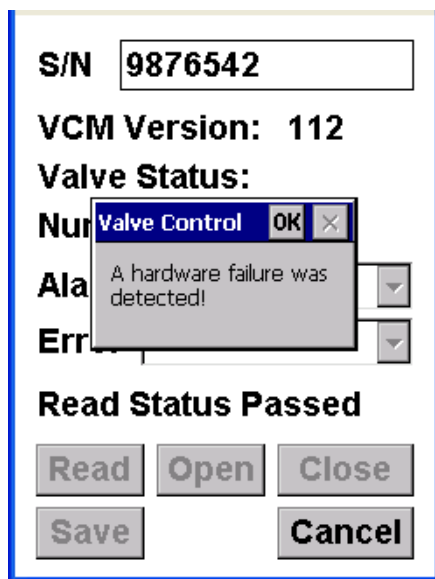 S/N 9876542
VCM Version: 112
Valve Status:
Valve Control OK
A hardware failure was
detected!
Read Status Passed
Read Open Close
Save Cancel